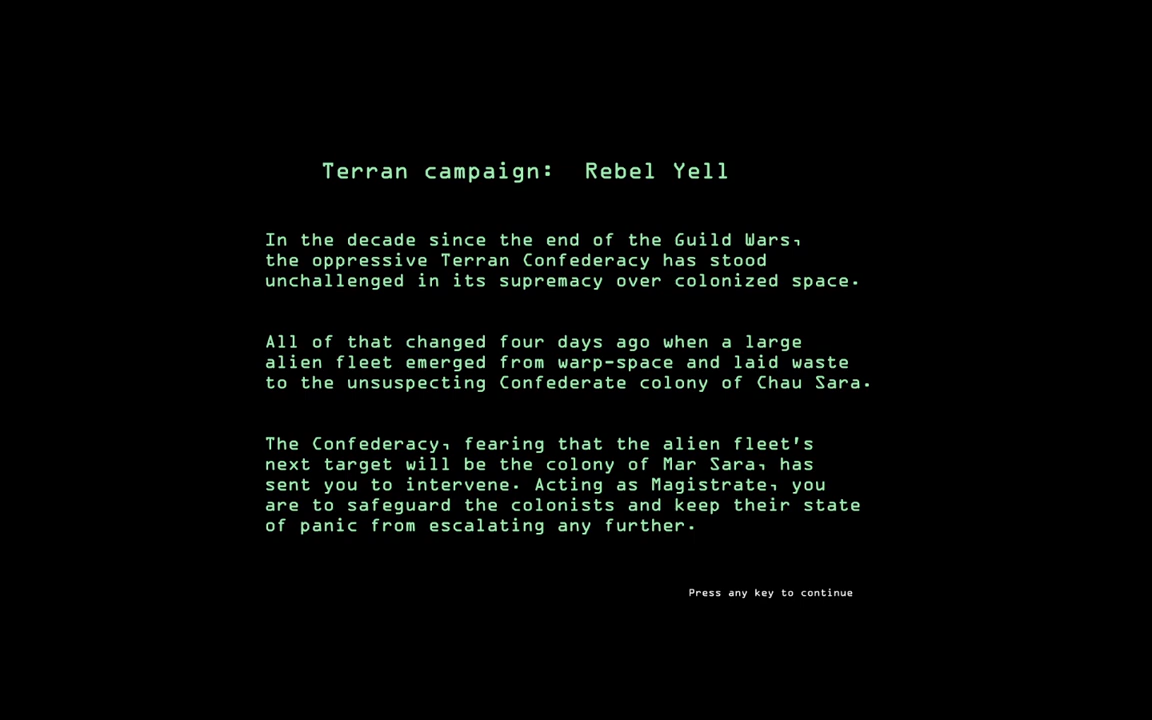 Terran campaign:  Rebel Yell
In the decade since the end of the Guild Wars,
the oppressive Terran Confederacy has stood
unchallenged in its supremacy over colonized space.
All of that changed four days ago when a large
alien fleet emerged from warp-space and laid waste
to the unsuspecting Confederate colony of Chau Sara.
The Confederacy, fearing that the alien fleet's
next target will be the colony of Mar Sara, has
sent you to intervene. Acting as Magistrate, you
are to safeguard the colonists and keep their state
of panic from escalating any further.
Press any key to continue